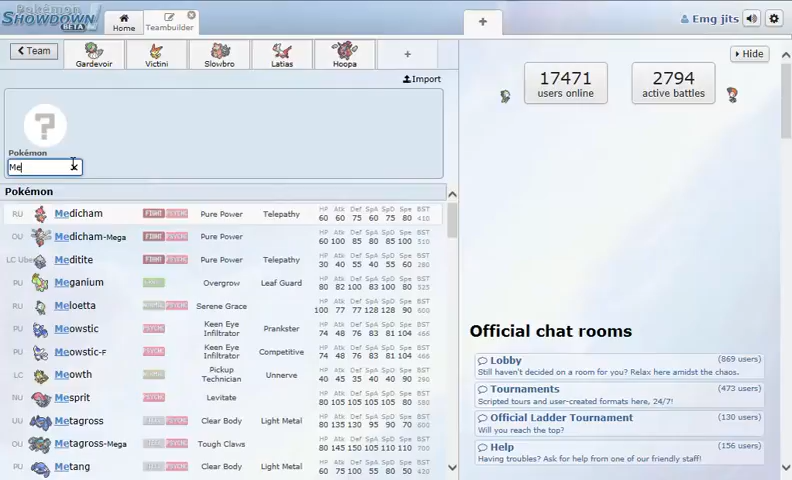 Pokémon
SHOWDOWN
BETA
Home
Teambuilder
+
Emg jits
< Team
Gardevoir
Victini
Slowbro
Latias
Hoopa
+
Import
Hide
17471
users online
2794
active battles
?
Pokémon
Me
Pokémon
RU Medicham FIGHT PSYCHC Pure Power Telepathy HP 60 Atk 60 Def 75 SpA 60 SpD 75 Spe 80 BST 410
OU Medicham-Mega FIGHT PSYCHC Pure Power HP 60 Atk 100 Def 85 SpA 80 SpD 85 Spe 100 BST 510
LC Uber Meditite FIGHT PSYCHC Pure Power Telepathy HP 30 Atk 40 Def 55 SpA 40 SpD 55 Spe 60 BST 280
PU Meganium Overgrow Leaf Guard HP 80 Atk 82 Def 100 SpA 83 SpD 100 Spe 80 BST 525
RU Meloetta NORMAL PSYCHC Serene Grace HP 100 Atk 77 Def 77 SpA 128 SpD 128 Spe 90 BST 600
PU Meowstic PSYCHC Keen Eye Infiltrator Prankster HP 74 Atk 48 Def 76 SpA 83 SpD 81 Spe 104 BST 466
PU Meowstic-F PSYCHC Keen Eye Infiltrator Competitive HP 74 Atk 48 Def 76 SpA 83 SpD 81 Spe 104 BST 466
LC Meowth NORMAL Pickup Technician Unnerve HP 40 Atk 45 Def 35 SpA 40 SpD 40 Spe 90 BST 290
NU Mesprit PSYCHC Levitate HP 80 Atk 105 Def 105 SpA 105 SpD 105 Spe 80 BST 580
UU Metagross STEEL PSYCHC Clear Body Light Metal HP 80 Atk 135 Def 130 SpA 95 SpD 90 Spe 70 BST 600
OU Metagross-Mega STEEL PSYCHC Tough Claws HP 80 Atk 145 Def 150 SpA 105 SpD 110 Spe 110 BST 700
PU Metang STEEL PSYCHC Clear Body Light Metal HP 60 Atk 75 Def 100 SpA 55 SpD 80 Spe 50 BST 420
Official chat rooms
Lobby (869 users)
Still haven't decided on a room for you? Relax here amidst the chaos.
Tournaments (473 users)
Scripted tours and user-created formats here, 24/7!
Official Ladder Tournament (130 users)
Will you reach the top?
Help (156 users)
Having troubles? Ask for help from one of our friendly staff!